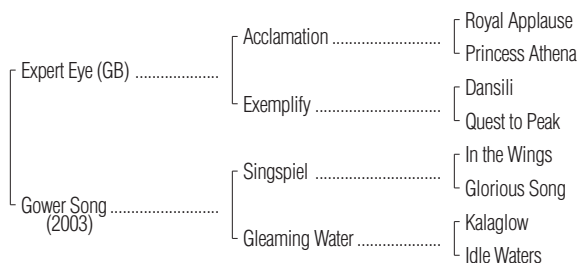 Royal Applause
Acclamation ...........................
Princess Athena
Expert Eye (GB) .....................
Dansili
Exemplify ...............................
Quest to Peak
In the Wings
Singspiel ................................
Glorious Song
Gower Song ...........................
(2003)
Kalaglow
Gleaming Water .....................
Idle Waters